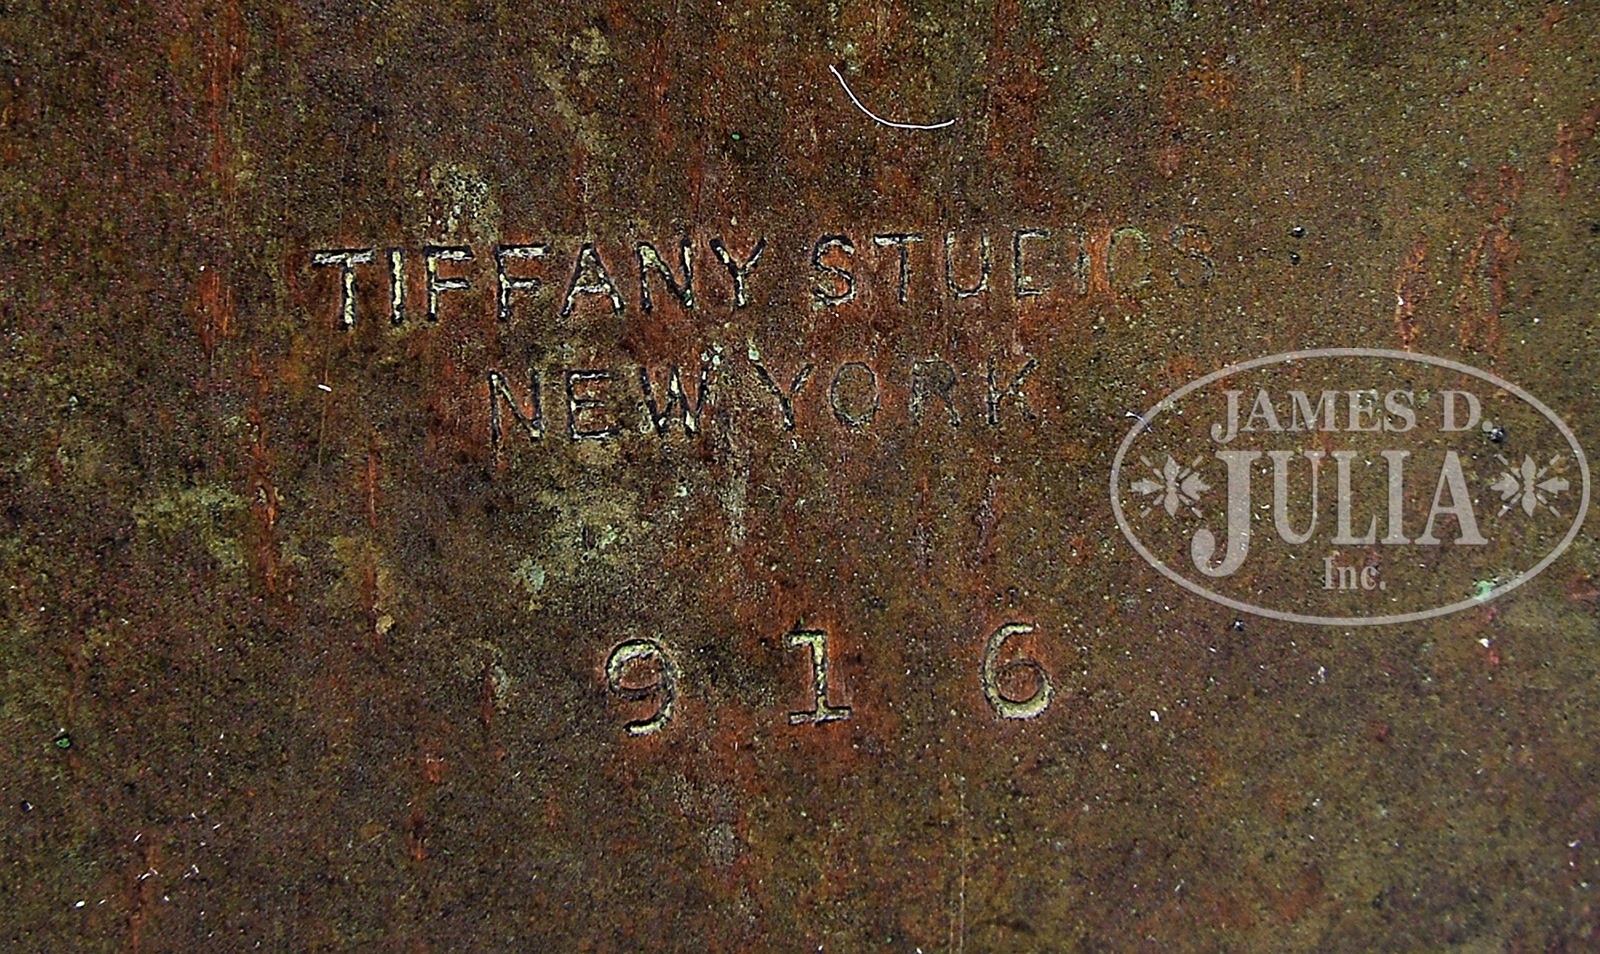 TIFFANY STUDIOS
NEW YORK
916
JAMES D.
JULIA
Inc.